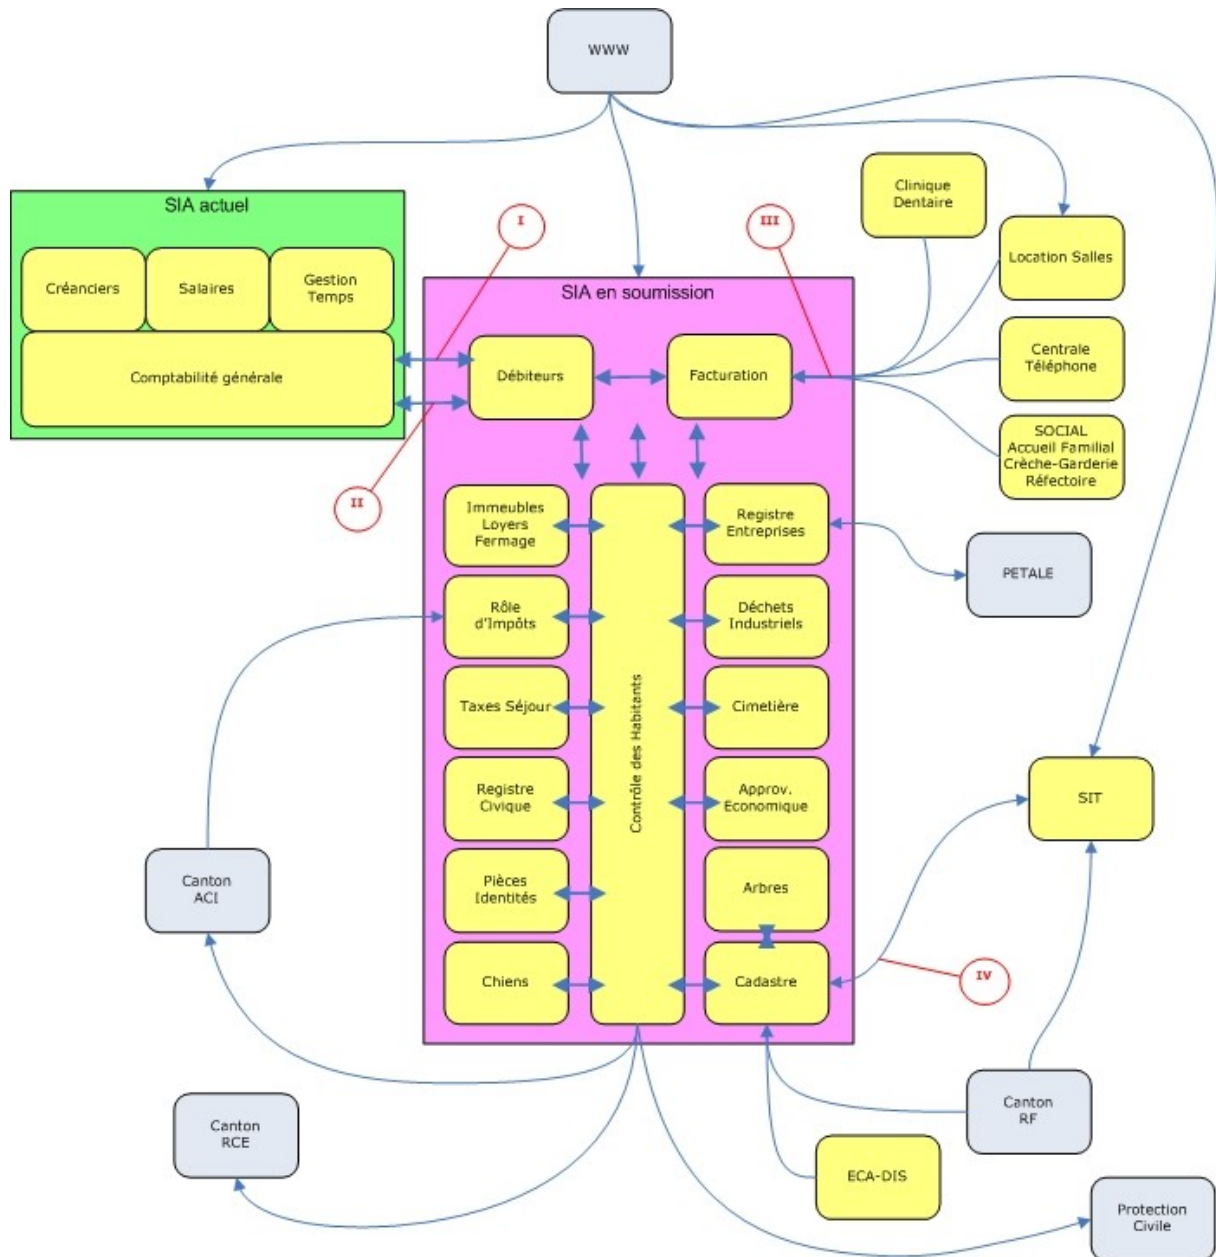 WWW
SIA actuel
Créanciers
Salaires
Gestion
Temps
Comptabilité générale
I
II
III
Clinique
Dentaire
Location Salles
Centrale
Téléphone
SOCIAL
Accueil Familial
Crèche-Garderie
Réfectoire
SIA en soumission
Débiteurs
Facturation
Immeubles
Loyers
Fermage
Registre
Entreprises
PETALE
Rôle
d'Impôts
Déchets
Industriels
Contrôle des Habitants
Taxes Séjour
Cimetière
Registre
Civique
Approv.
Economique
SIT
Pièces
Identités
Arbres
Chiens
Cadastre
IV
Canton
ACI
Canton
RCE
Canton
RF
ECA-DIS
Protection
Civile